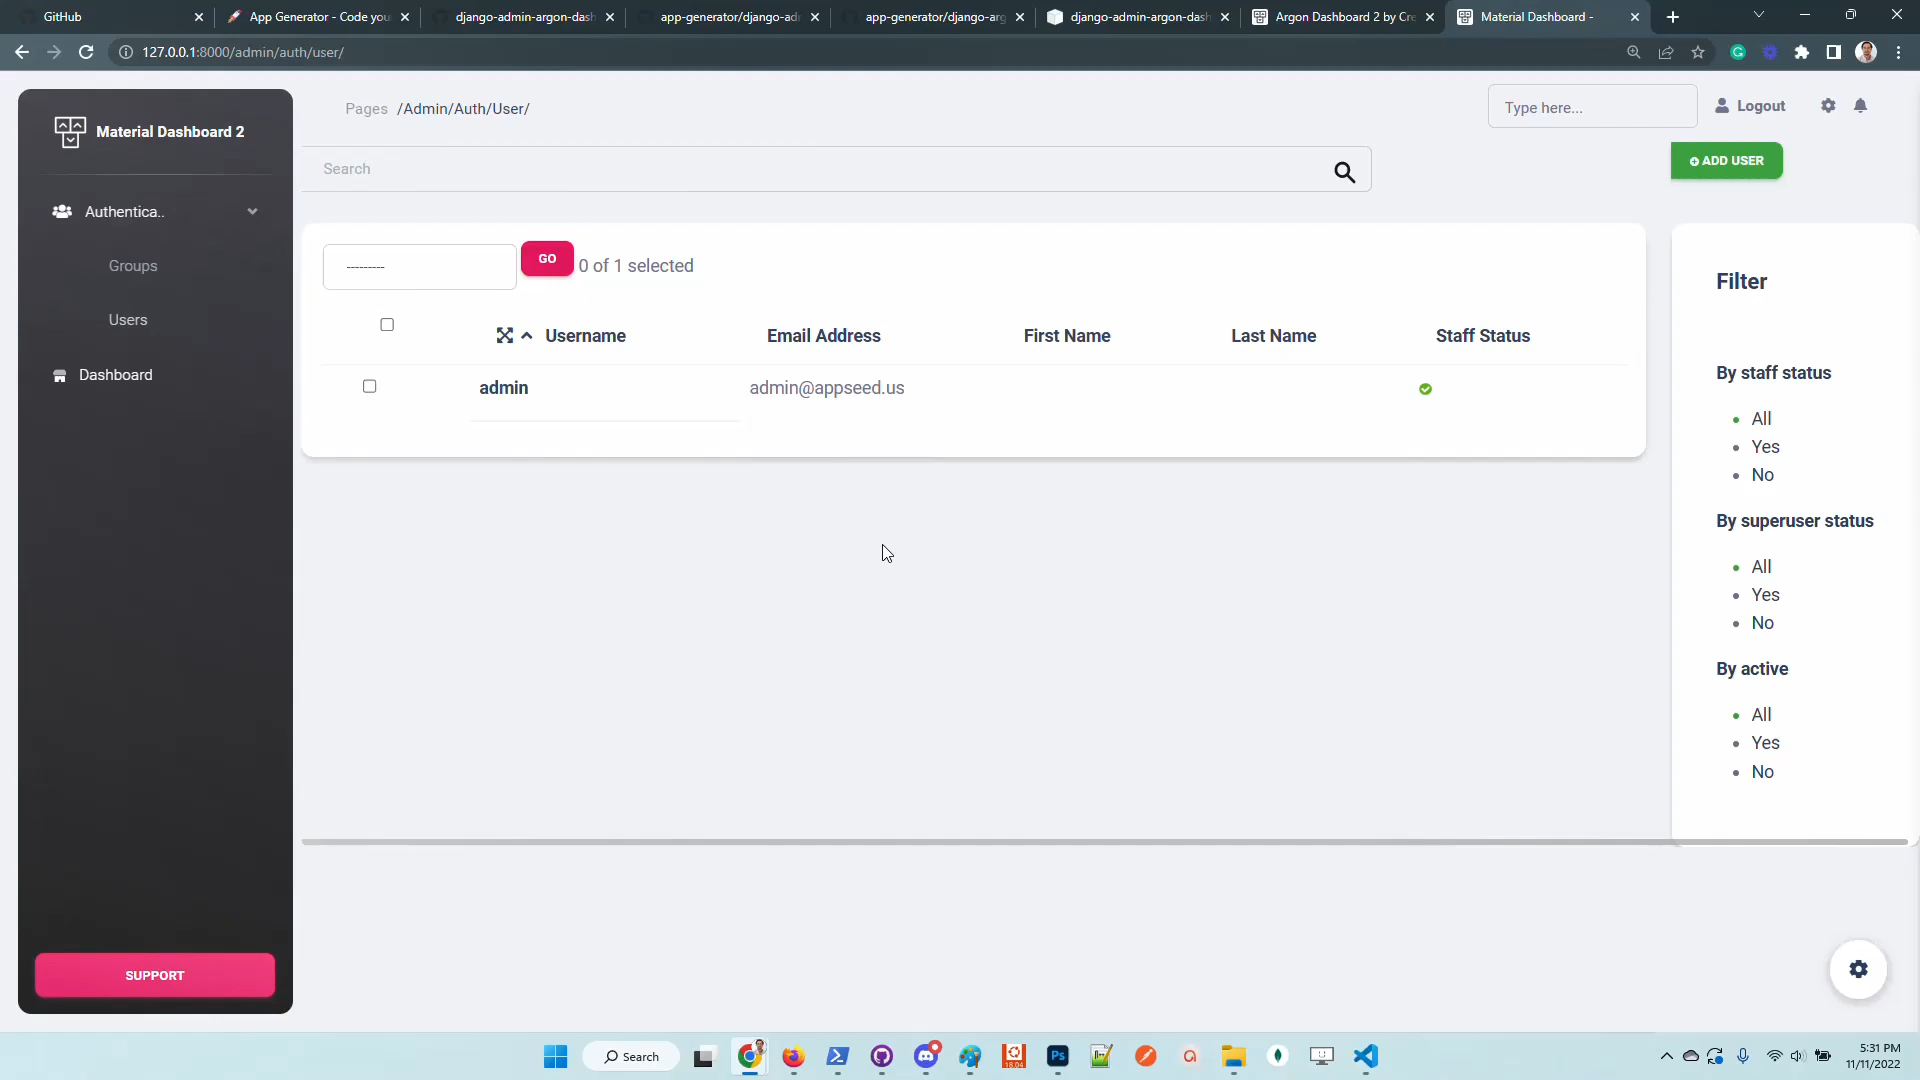 GitHub
App Generator - Code you
django-admin-argon-dash
app-generator/django-ad
app-generator/django-arg
django-admin-argon-dash
Argon Dashboard 2 by Cre
Material Dashboard -
127.0.0.1:8000/admin/auth/user/
Material Dashboard 2
Pages /Admin/Auth/User/
Type here...
Logout
Search
ADD USER
Authentica..
Groups
Users
Dashboard
---------
GO
0 of 1 selected
Username
Email Address
First Name
Last Name
Staff Status
admin
admin@appseed.us
Filter
By staff status
All
Yes
No
By superuser status
All
Yes
No
By active
All
Yes
No
SUPPORT
Search
Ps
18.04
5:31 PM
11/11/2022